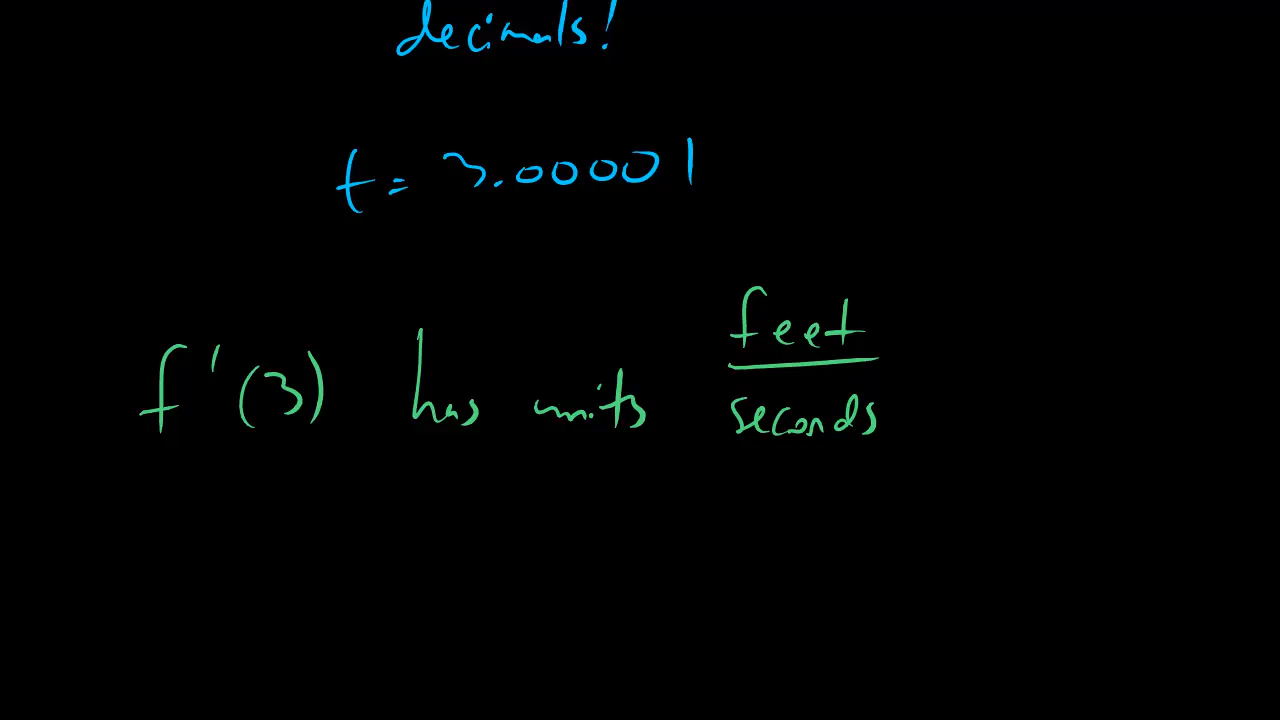 decimals!
t = 3.00001
f'(3) has units feet/seconds